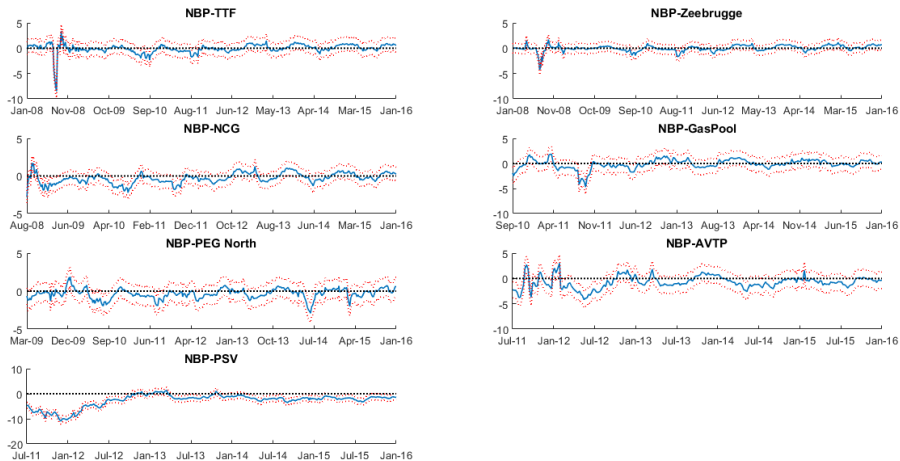 NBP-TTF
5
0
-5
-10
Jan-08 Nov-08 Oct-09 Sep-10 Aug-11 Jun-12 May-13 Apr-14 Mar-15 Jan-16
NBP-Zeebrugge
5
0
-5
-10
Jan-08 Nov-08 Oct-09 Sep-10 Aug-11 Jun-12 May-13 Apr-14 Mar-15 Jan-16
NBP-NCG
5
0
-5
Aug-08 Jun-09 Apr-10 Feb-11 Dec-11 Oct-12 Aug-13 Jun-14 Mar-15 Jan-16
NBP-GasPool
5
0
-5
-10
Sep-10 Apr-11 Nov-11 Jun-12 Jan-13 Aug-13 Apr-14 Nov-14 Jun-15 Jan-16
NBP-PEG North
5
0
-5
Mar-09 Dec-09 Sep-10 Jun-11 Apr-12 Jan-13 Oct-13 Jul-14 Apr-15 Jan-16
NBP-AVTP
5
0
-5
-10
Jul-11 Jan-12 Jul-12 Jan-13 Jul-13 Jan-14 Jul-14 Jan-15 Jul-15 Jan-16
NBP-PSV
10
0
-10
-20
Jul-11 Jan-12 Jul-12 Jan-13 Jul-13 Jan-14 Jul-14 Jan-15 Jul-15 Jan-16